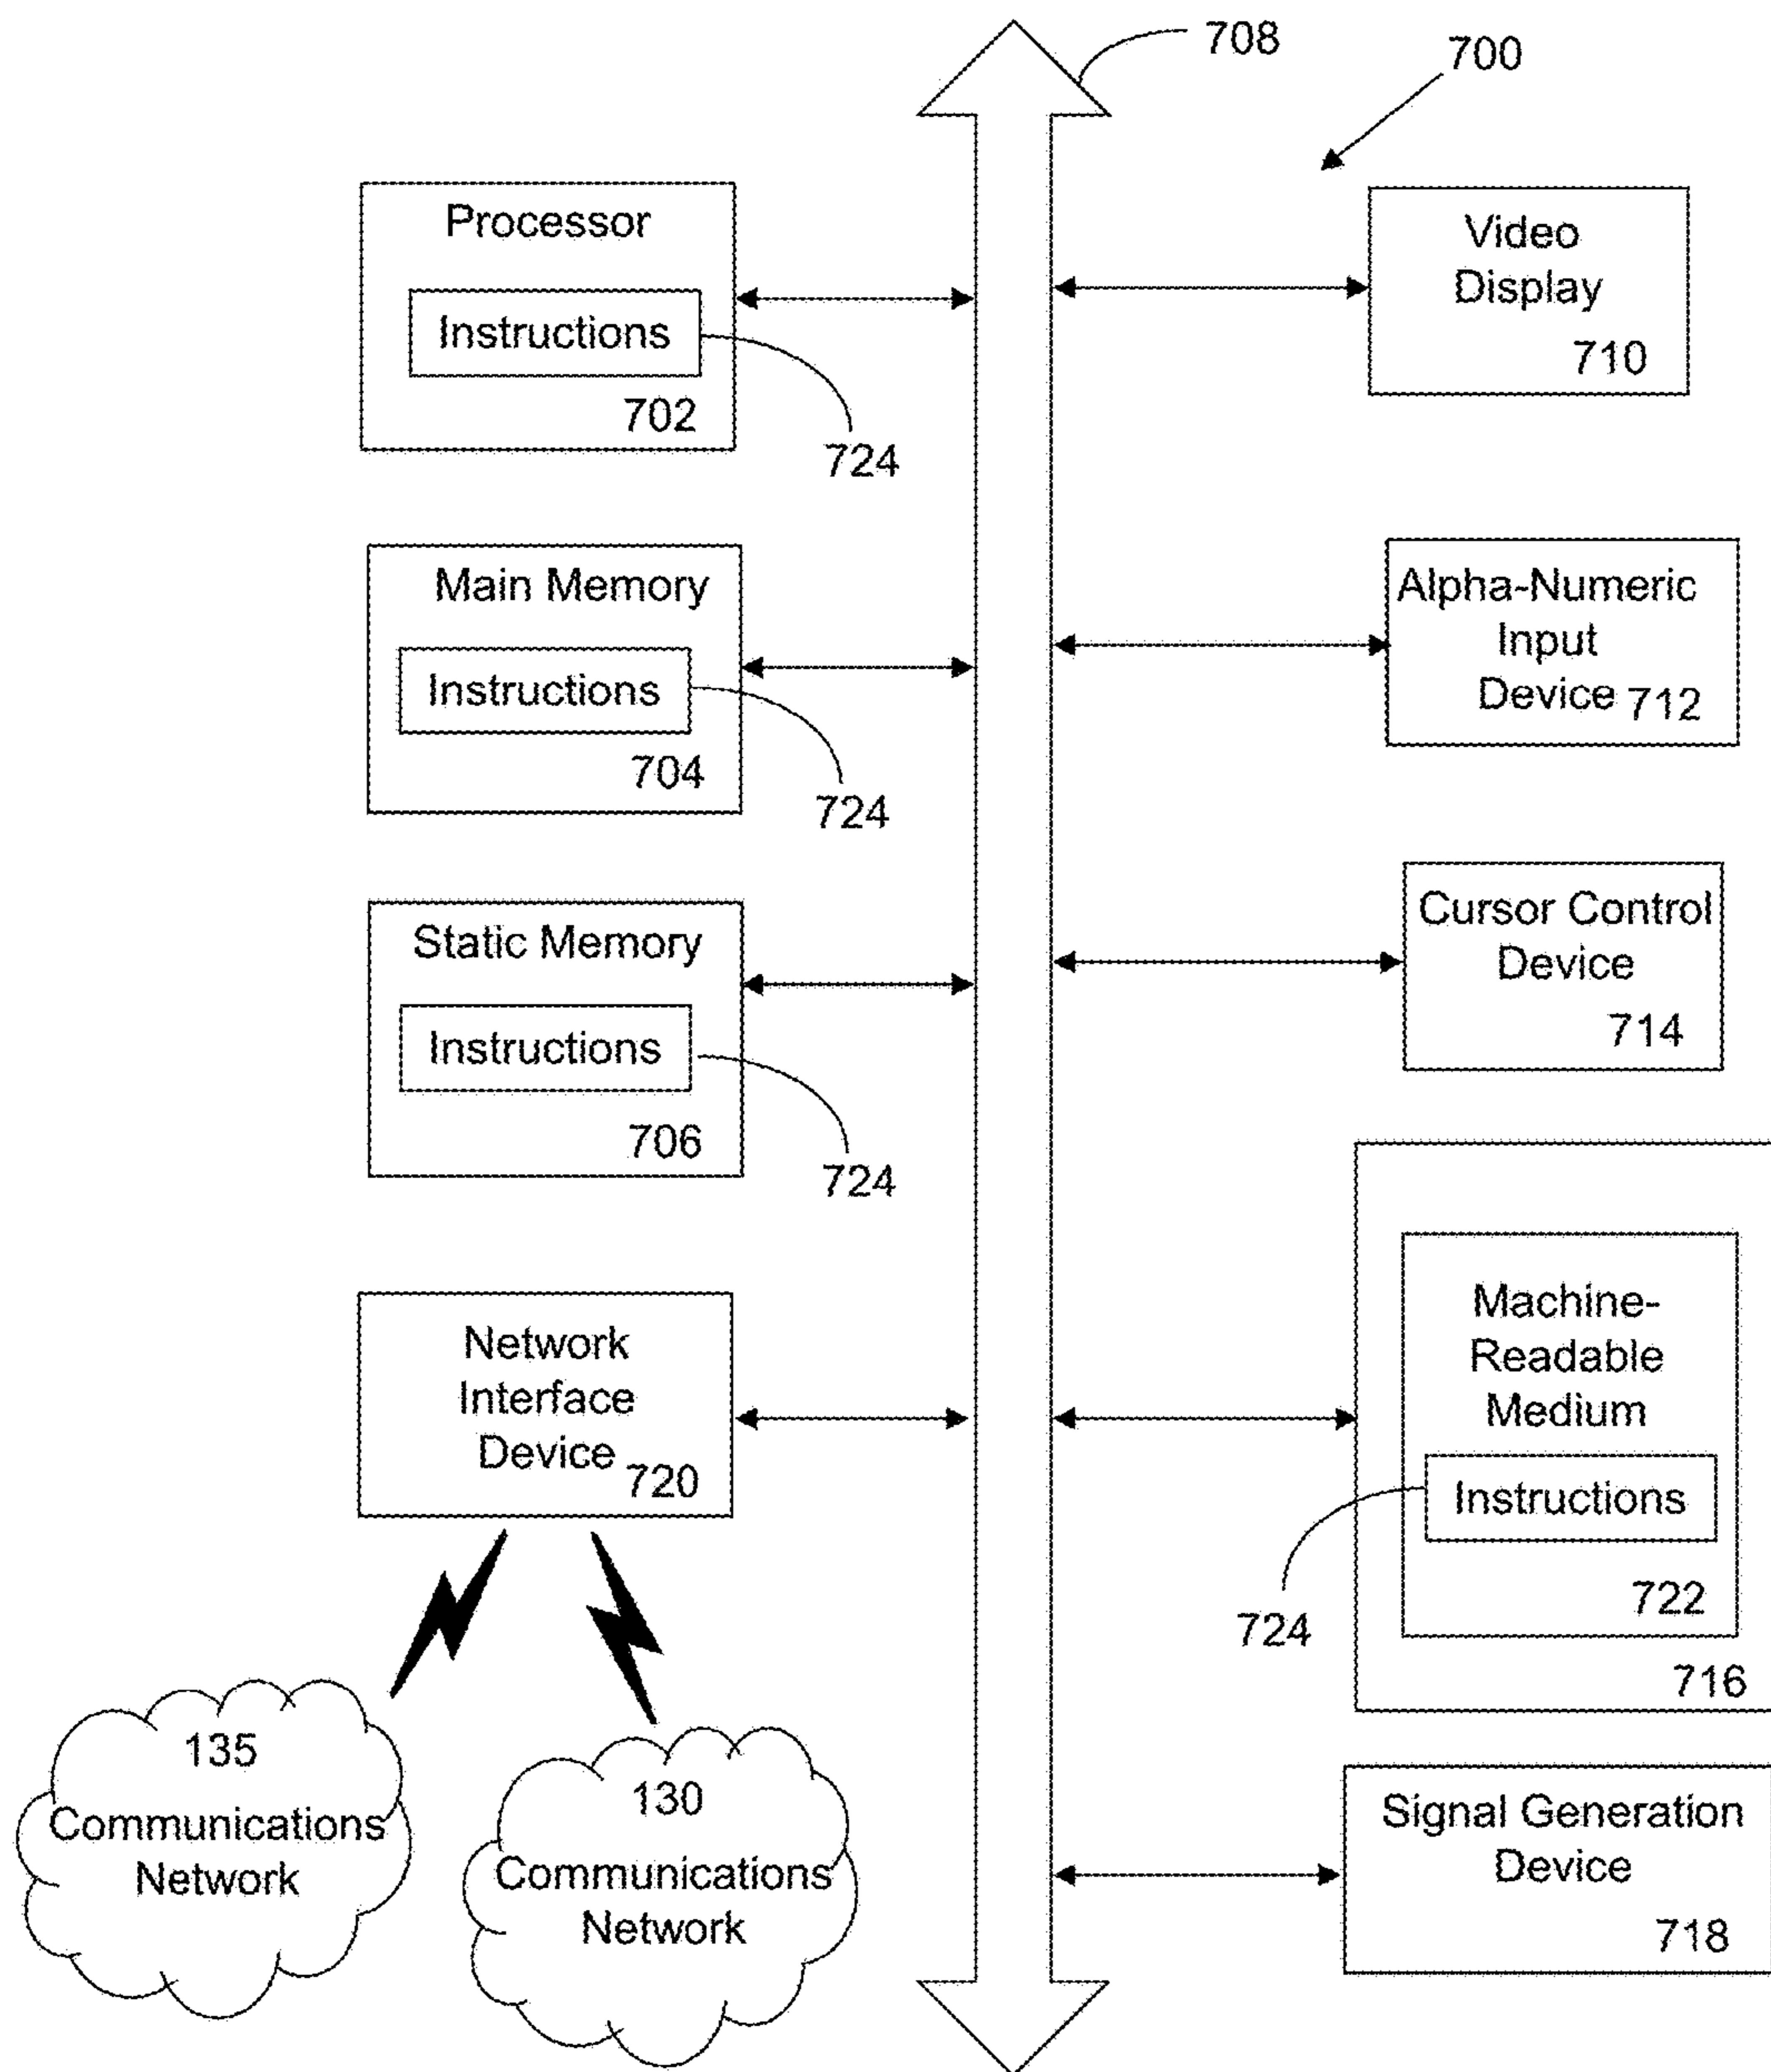 708
700
Processor
Instructions
702
724
Video
Display
710
Main Memory
Instructions
704
724
Alpha-Numeric
Input
Device 712
Static Memory
Instructions
706
724
Cursor Control
Device
714
Network
Interface
Device 720
Machine-
Readable
Medium
Instructions
722
724
716
135
Communications
Network
130
Communications
Network
Signal Generation
Device
718